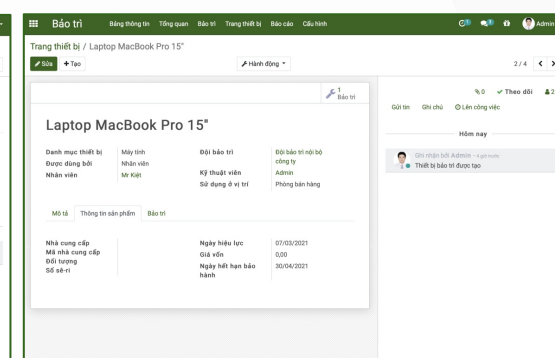 Bảo trì Bảng thông tin Tổng quan Bảo trì Trang thiết bị Báo cáo Cấu hình Admin
Trang thiết bị / Laptop MacBook Pro 15"
Sửa + Tạo Hành động 2 / 4
1
Bảo trì
0 Theo dõi 2
Gửi tin Ghi chú Lên công việc
Laptop MacBook Pro 15"
Hôm nay
Danh mục thiết bị Máy tính
Được dùng bởi Nhân viên
Nhân viên Mr Kiệt
Đội bảo trì Đội bảo trì nội bộ
công ty
Kỹ thuật viên Admin
Sử dụng ở vị trí Phòng bán hàng
Ghi nhận bởi Admin
Thiết bị bảo trì được tạo
Mô tả Thông tin sản phẩm Bảo trì
Nhà cung cấp
Mã nhà cung cấp
Đối tượng
Số sê-ri
Ngày hiệu lực 07/03/2021
Giá vốn 0,00
Ngày hết hạn bảo 30/04/2021
hành